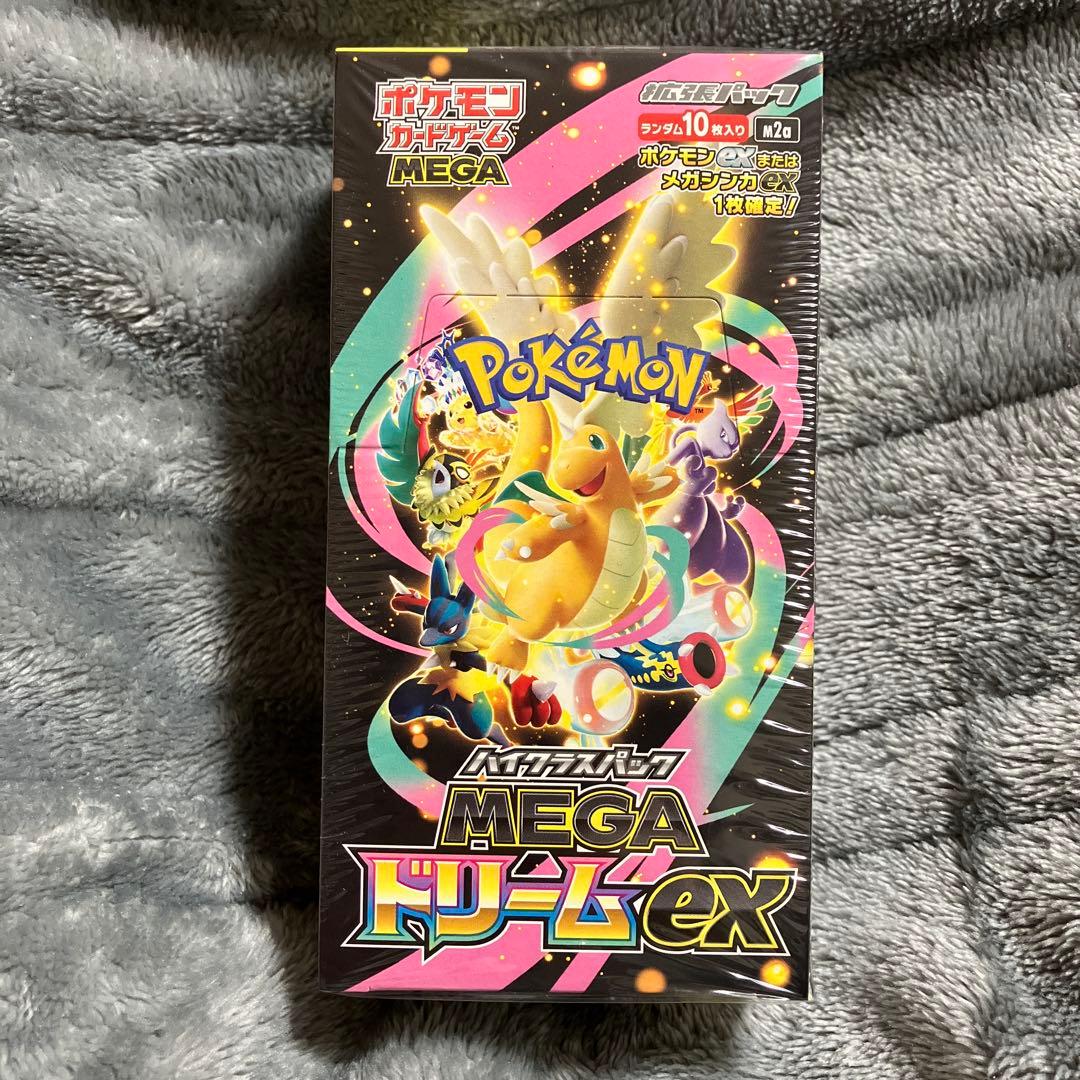 ポケモン
カードゲーム™
MEGA
拡張パック
ランダム10枚入り M2a
ポケモンexまたは
メガシンカex
1枚確定!
POKéMON™
ハイクラスパック
MEGA
ドリームex